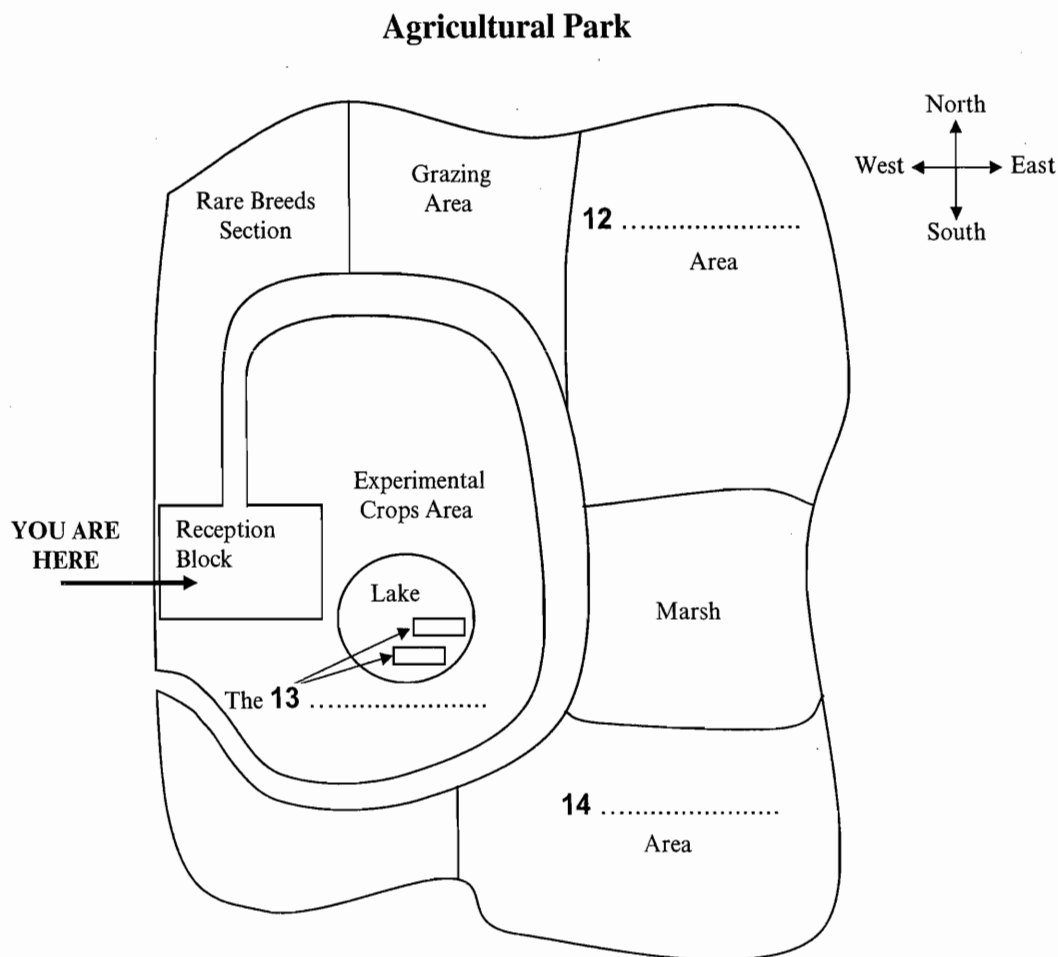 Agricultural Park
North
West East
South
Rare Breeds
Section
Grazing
Area
12 ........................
Area
Experimental
Crops Area
YOU ARE
HERE
Reception
Block
Lake
Marsh
The 13 ........................
14 ........................
Area